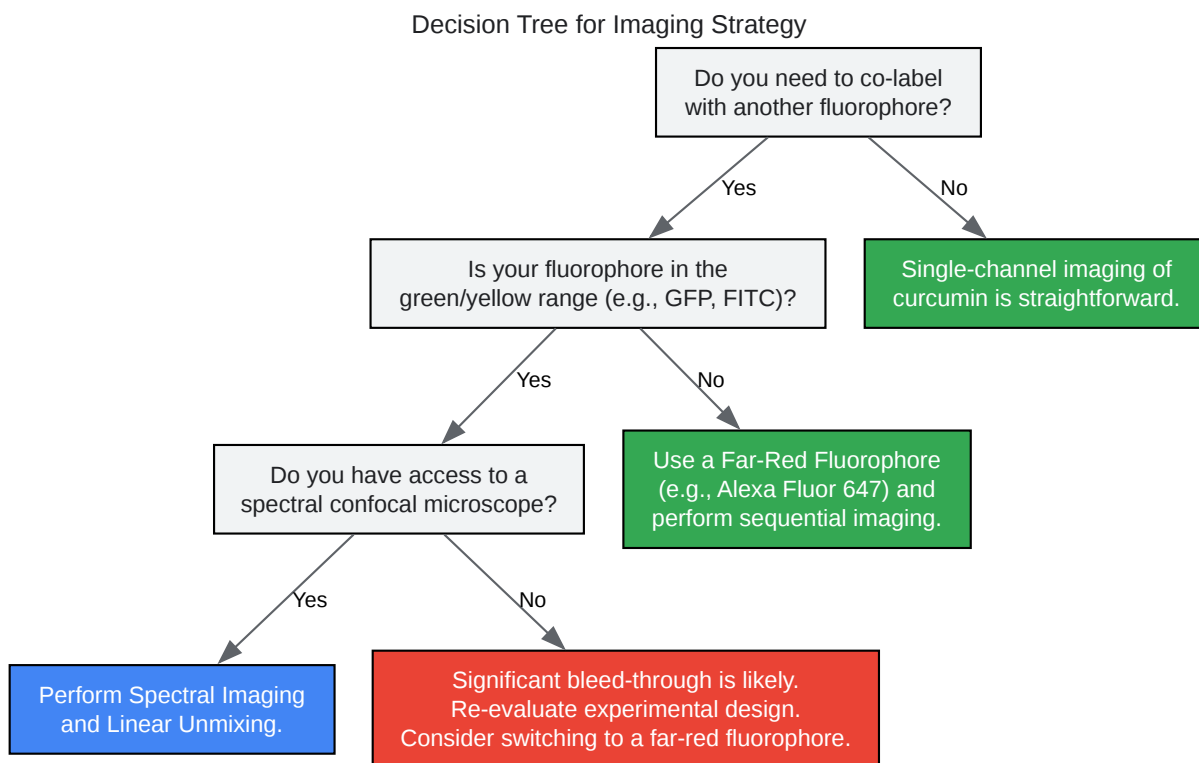 Decision Tree for Imaging Strategy
Do you need to co-label
with another fluorophore?
Yes
No
Is your fluorophore in the
green/yellow range (e.g., GFP, FITC)?
Single-channel imaging of
curcumin is straightforward.
Yes
No
Do you have access to a
spectral confocal microscope?
Use a Far-Red Fluorophore
(e.g., Alexa Fluor 647) and
perform sequential imaging.
Yes
No
Perform Spectral Imaging
and Linear Unmixing.
Significant bleed-through is likely.
Re-evaluate experimental design.
Consider switching to a far-red fluorophore.